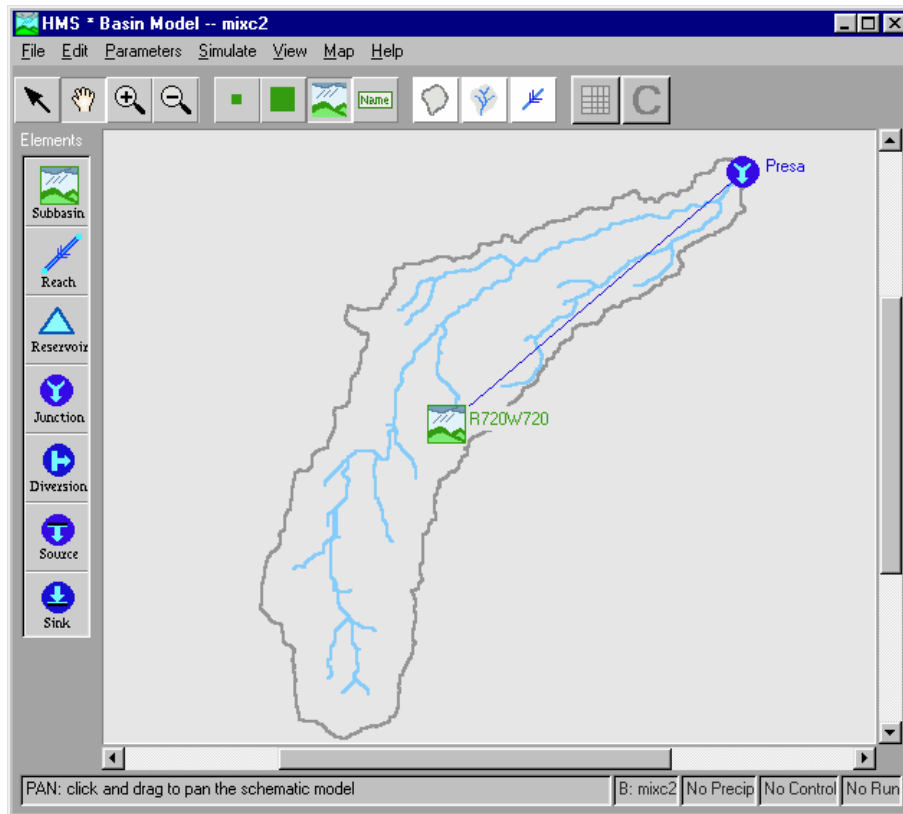 HMS * Basin Model -- mixc2
File Edit Parameters Simulate View Map Help
Name
C
Elements
Subbasin
Reach
Reservoir
Junction
Diversion
Source
Sink
Presa
R720W720
PAN: click and drag to pan the schematic model
B: mixc2 No Precip No Control No Run